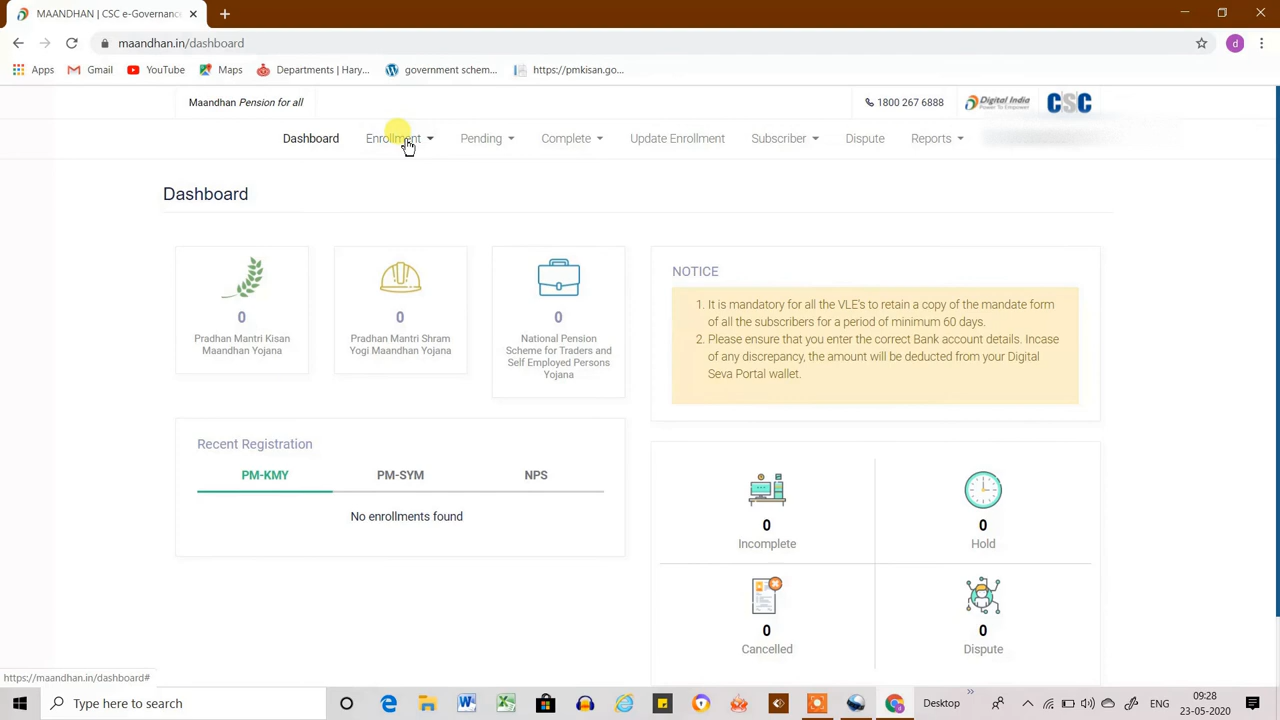 MAANDHAN | CSC e-Governance
maandhan.in/dashboard
Apps
Gmail
YouTube
Maps
Departments | Hary...
government schem...
https://pmkisan.go...
Maandhan Pension for all
1800 267 6888
Digital India
Power To Empower
CSC
Dashboard
Enrollment
Pending
Complete
Update Enrollment
Subscriber
Dispute
Reports
Dashboard
0
Pradhan Mantri Kisan
Maandhan Yojana
0
Pradhan Mantri Shram
Yogi Maandhan Yojana
0
National Pension
Scheme for Traders and
Self Employed Persons
Yojana
NOTICE
1. It is mandatory for all the VLE's to retain a copy of the mandate form
of all the subscribers for a period of minimum 60 days.
2. Please ensure that you enter the correct Bank account details. Incase
of any discrepancy, the amount will be deducted from your Digital
Seva Portal wallet.
Recent Registration
PM-KMY
PM-SYM
NPS
No enrollments found
0
Incomplete
0
Hold
0
Cancelled
0
Dispute
https://maandhan.in/dashboard#
Type here to search
Desktop
ENG
09:28
23-05-2020